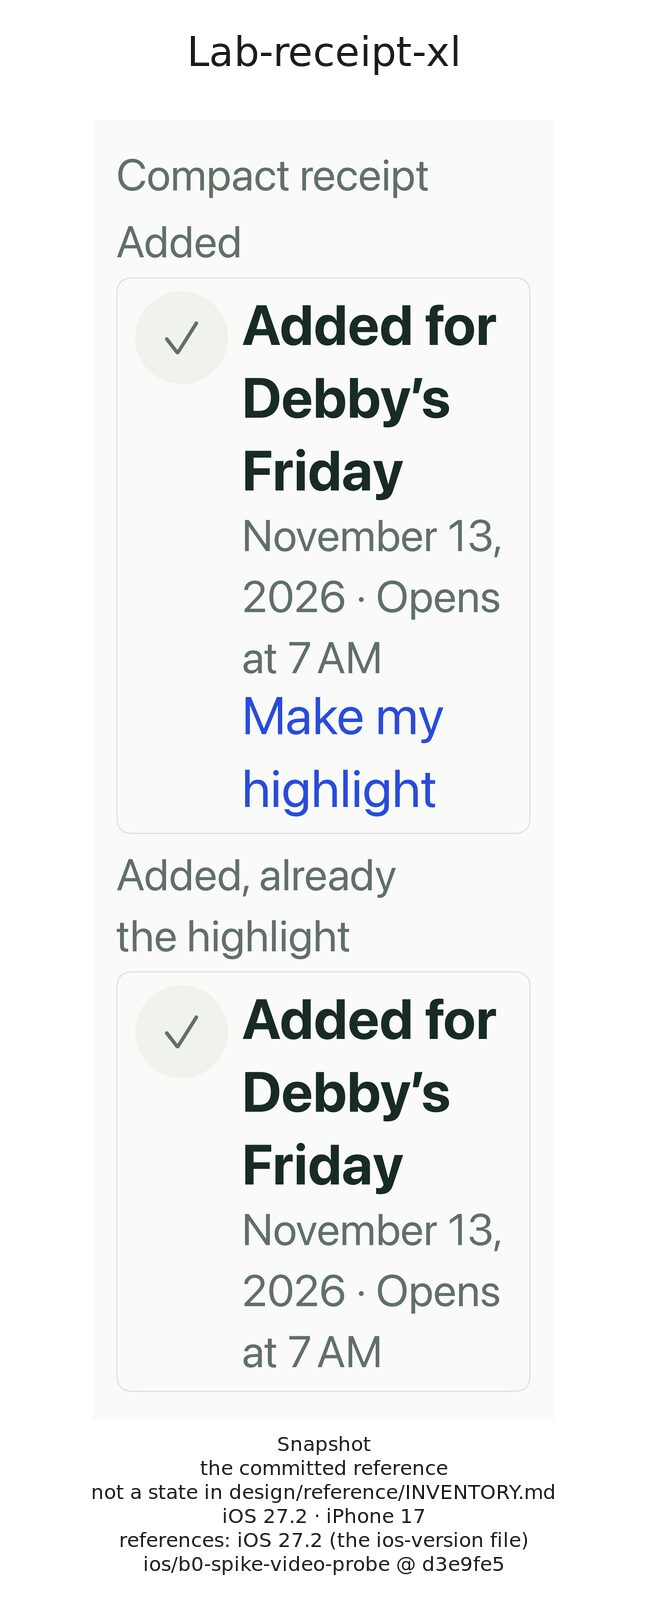 Lab-receipt-xl
Compact receipt
Added
Added for
Debby’s
Friday
November 13,
2026 · Opens
at 7 AM
Make my
highlight
Added, already
the highlight
Added for
Debby’s
Friday
November 13,
2026 · Opens
at 7 AM
Snapshot
the committed reference
not a state in design/reference/INVENTORY.md
iOS 27.2 · iPhone 17
references: iOS 27.2 (the ios-version file)
ios/b0-spike-video-probe @ d3e9fe5